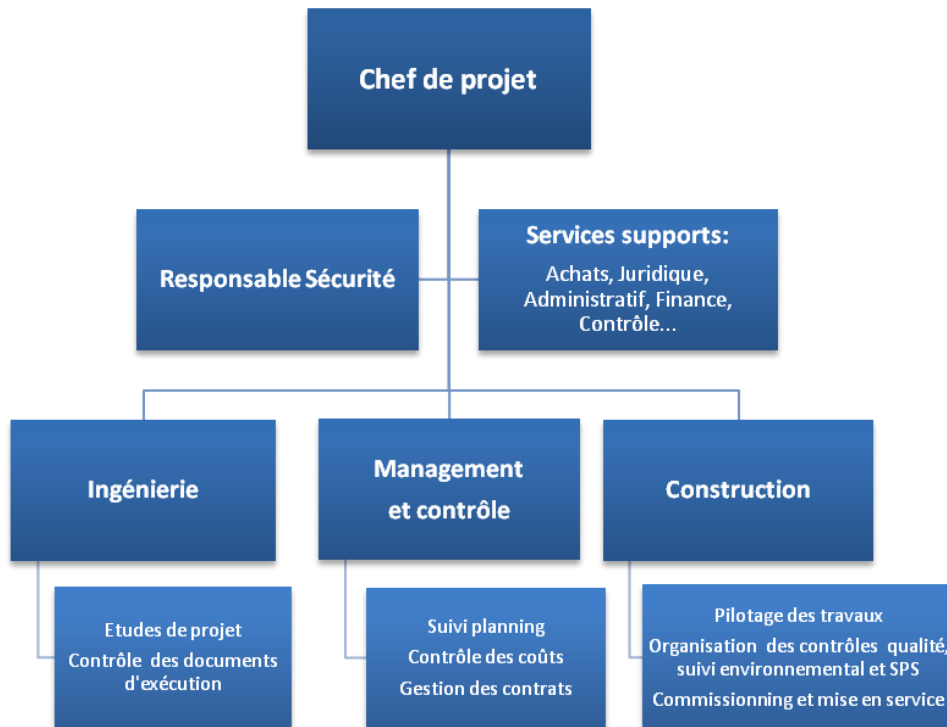 Chef de projet
Responsable Sécurité
Services supports:
Achats, Juridique,
Administratif, Finance,
Contrôle...
Ingénierie
Management
et contrôle
Construction
Etudes de projet
Contrôle des documents
d'exécution
Suivi planning
Contrôle des coûts
Gestion des contrats
Pilotage des travaux
Organisation des contrôles qualité,
suivi environnemental et SPS
Commissionning et mise en service